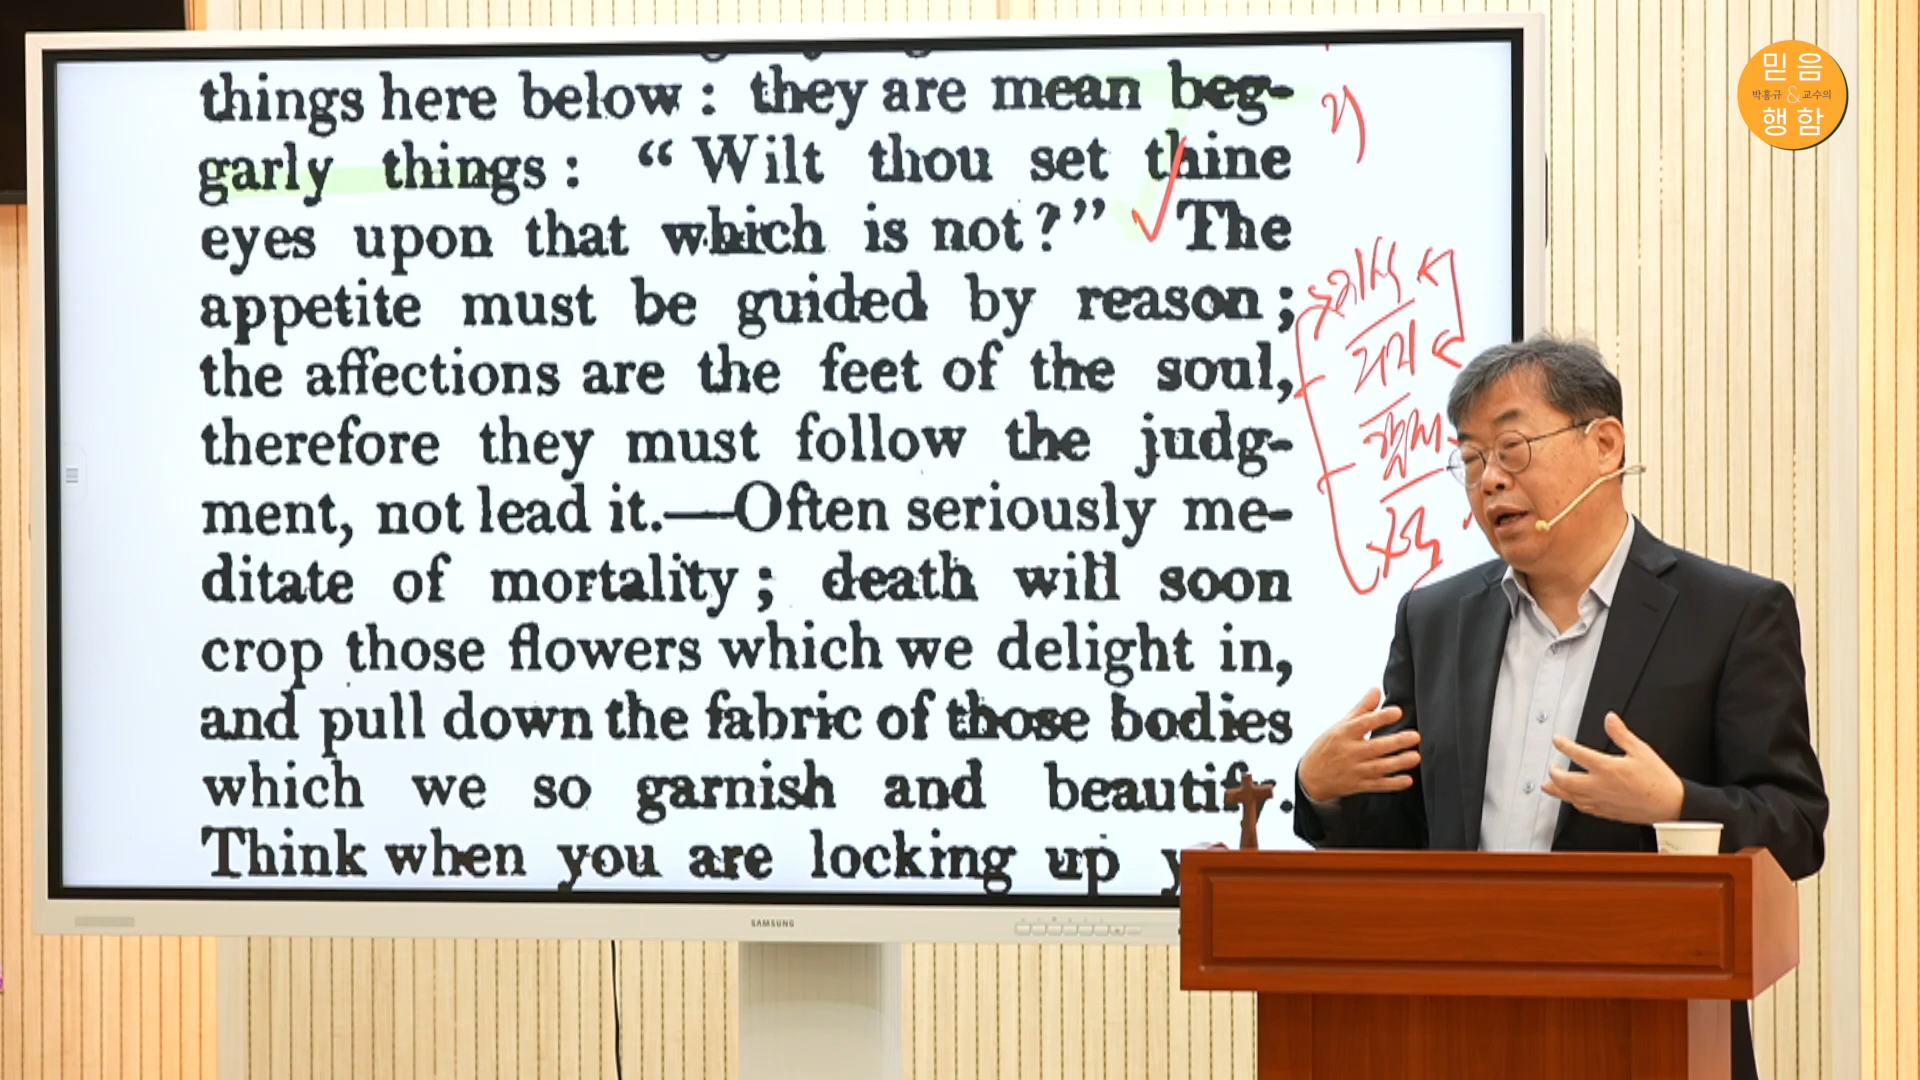 things here below : they are mean beg-
garly things : “ Wilt thou set thine
eyes upon that which is not ? ” The
appetite must be guided by reason ;
the affections are the feet of the soul,
therefore they must follow the judg-
ment, not lead it.—Often seriously me-
ditate of mortality ; death will soon
crop those flowers which we delight in,
and pull down the fabric of those bodies
which we so garnish and beautify.
Think when you are locking up
SAMSUNG
믿음
박홍규 & 교수의
행함